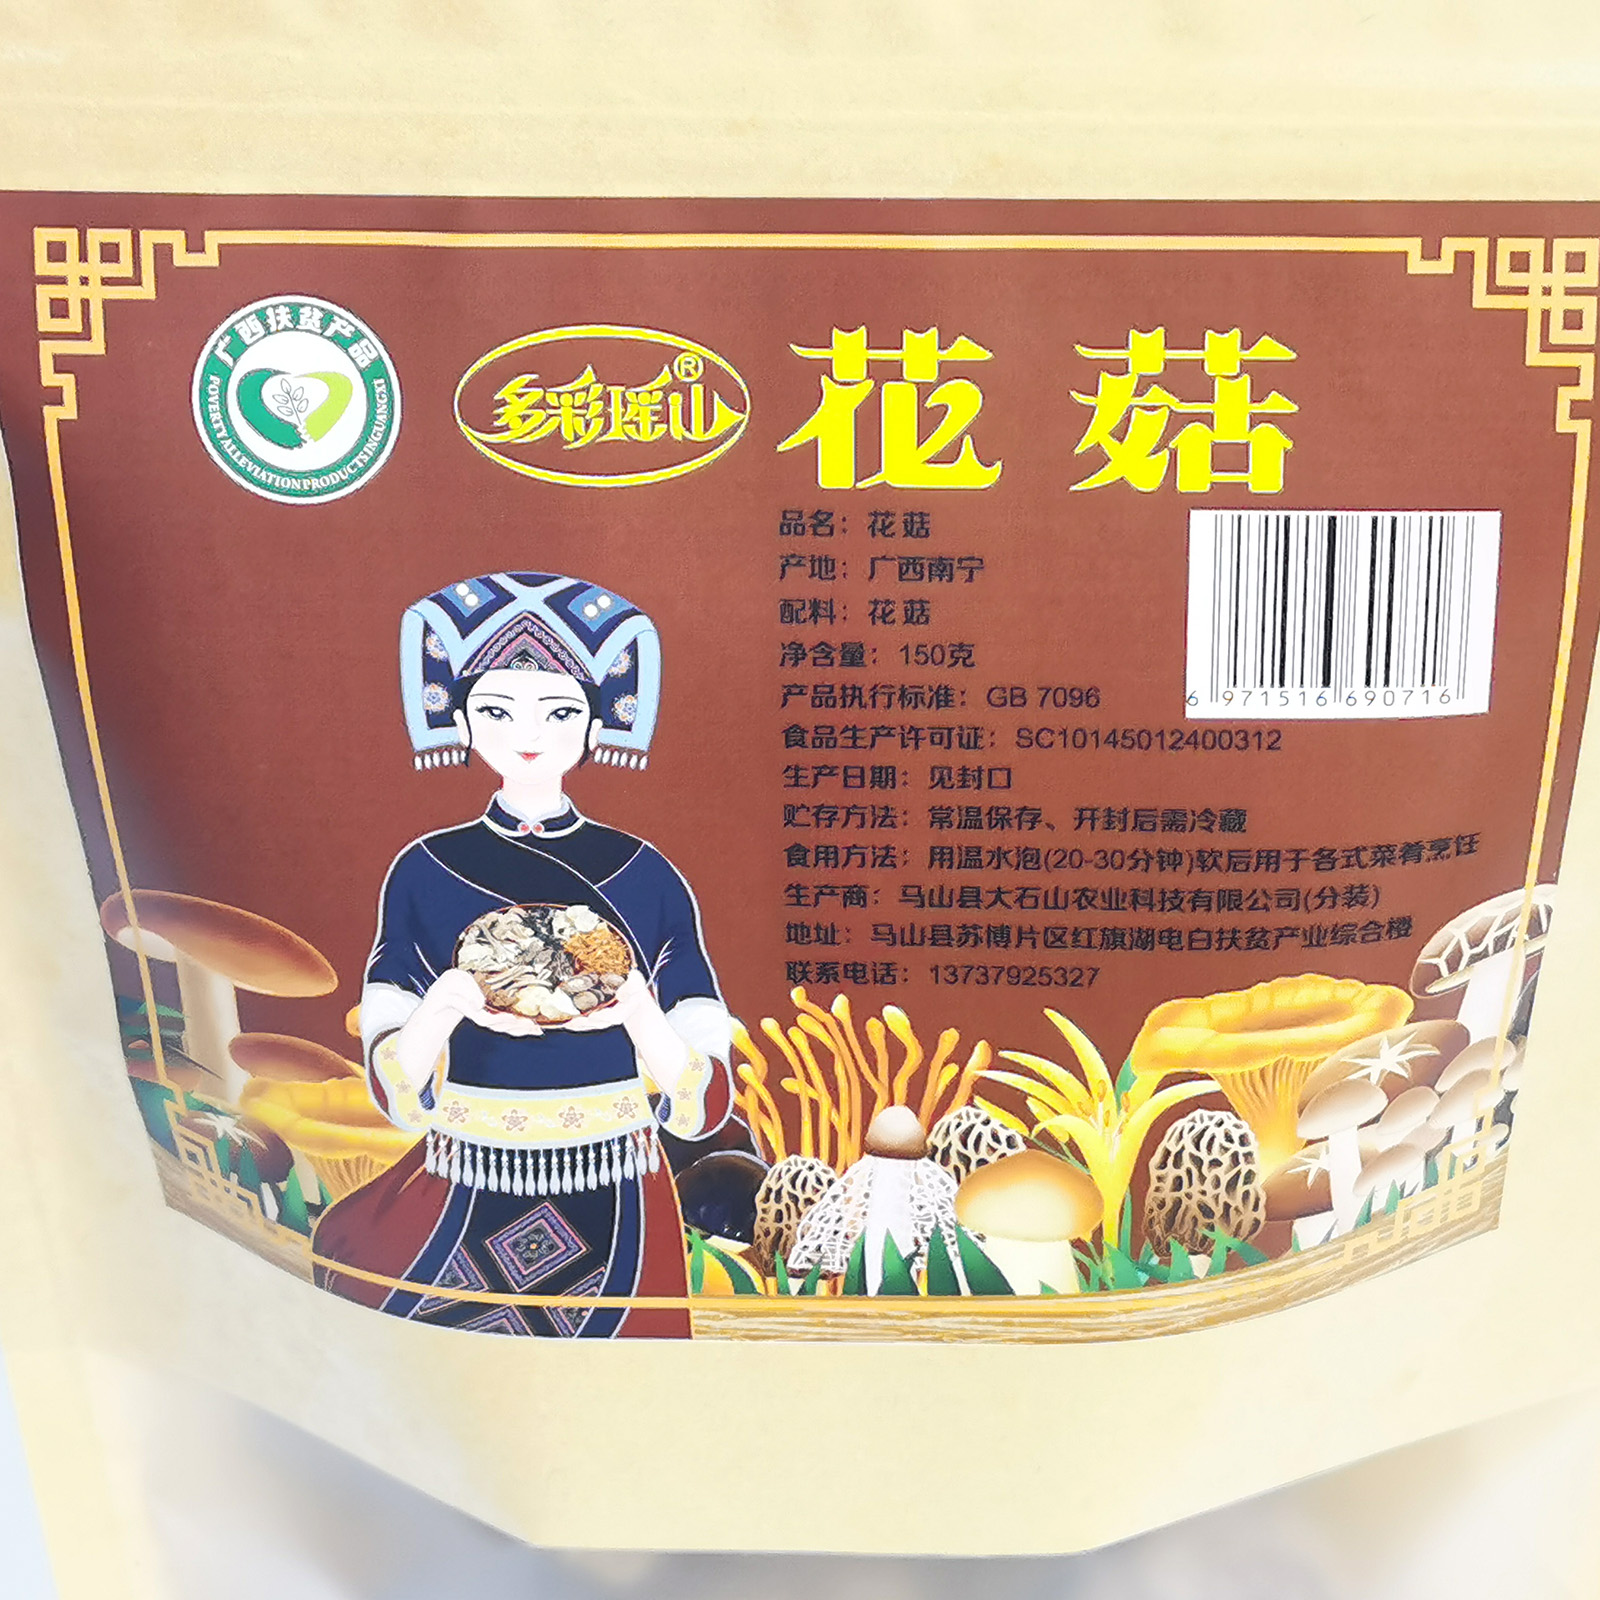 广西扶贫产品
POVERTY ALLEVIATION PRODUCTS IN GUANGXI
多彩瑶山®
花菇
品名：花菇
产地：广西南宁
配料：花菇
净含量：150克
产品执行标准：GB 7096
食品生产许可证：SC10145012400312
生产日期：见封口
贮存方法：常温保存、开封后需冷藏
食用方法：用温水泡(20-30分钟)软后用于各式菜肴烹饪
生产商：马山县大石山农业科技有限公司(分装)
地址：马山县苏博片区红旗湖电白扶贫产业综合楼
联系电话：13737925327
6 971516 690716